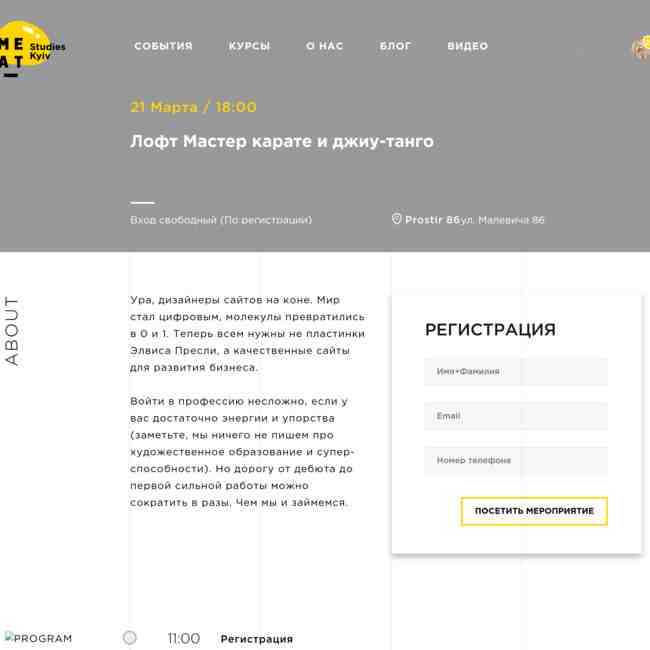 ME
AT
Studies
Kyiv
СОБЫТИЯ КУРСЫ О НАС БЛОГ ВИДЕО
21 Марта / 18:00
Лофт Мастер карате и джиу-танго
Вход свободный (По регистрации)
Prostir 86 ул. Малевича 86
ABOUT
Ура, дизайнеры сайтов на коне. Мир
стал цифровым, молекулы превратились
в 0 и 1. Теперь всем нужны не пластинки
Элвиса Пресли, а качественные сайты
для развития бизнеса.
Войти в профессию несложно, если у
вас достаточно энергии и упорства
(заметьте, мы ничего не пишем про
художественное образование и супер-
способности). Но дорогу от дебюта до
первой сильной работы можно
сократить в разы. Чем мы и займемся.
РЕГИСТРАЦИЯ
Имя+Фамилия
Email
Номер телефона
ПОСЕТИТЬ МЕРОПРИЯТИЕ
PROGRAM
11:00 Регистрация